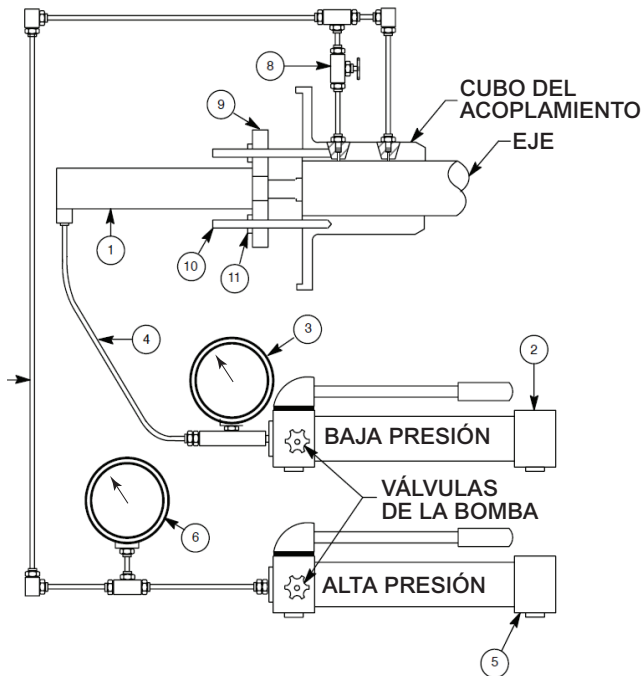 8
9
CUBO DEL
ACOPLAMIENTO
EJE
1
10
11
4
3
2
BAJA PRESIÓN
6
VÁLVULAS
DE LA BOMBA
ALTA PRESIÓN
5